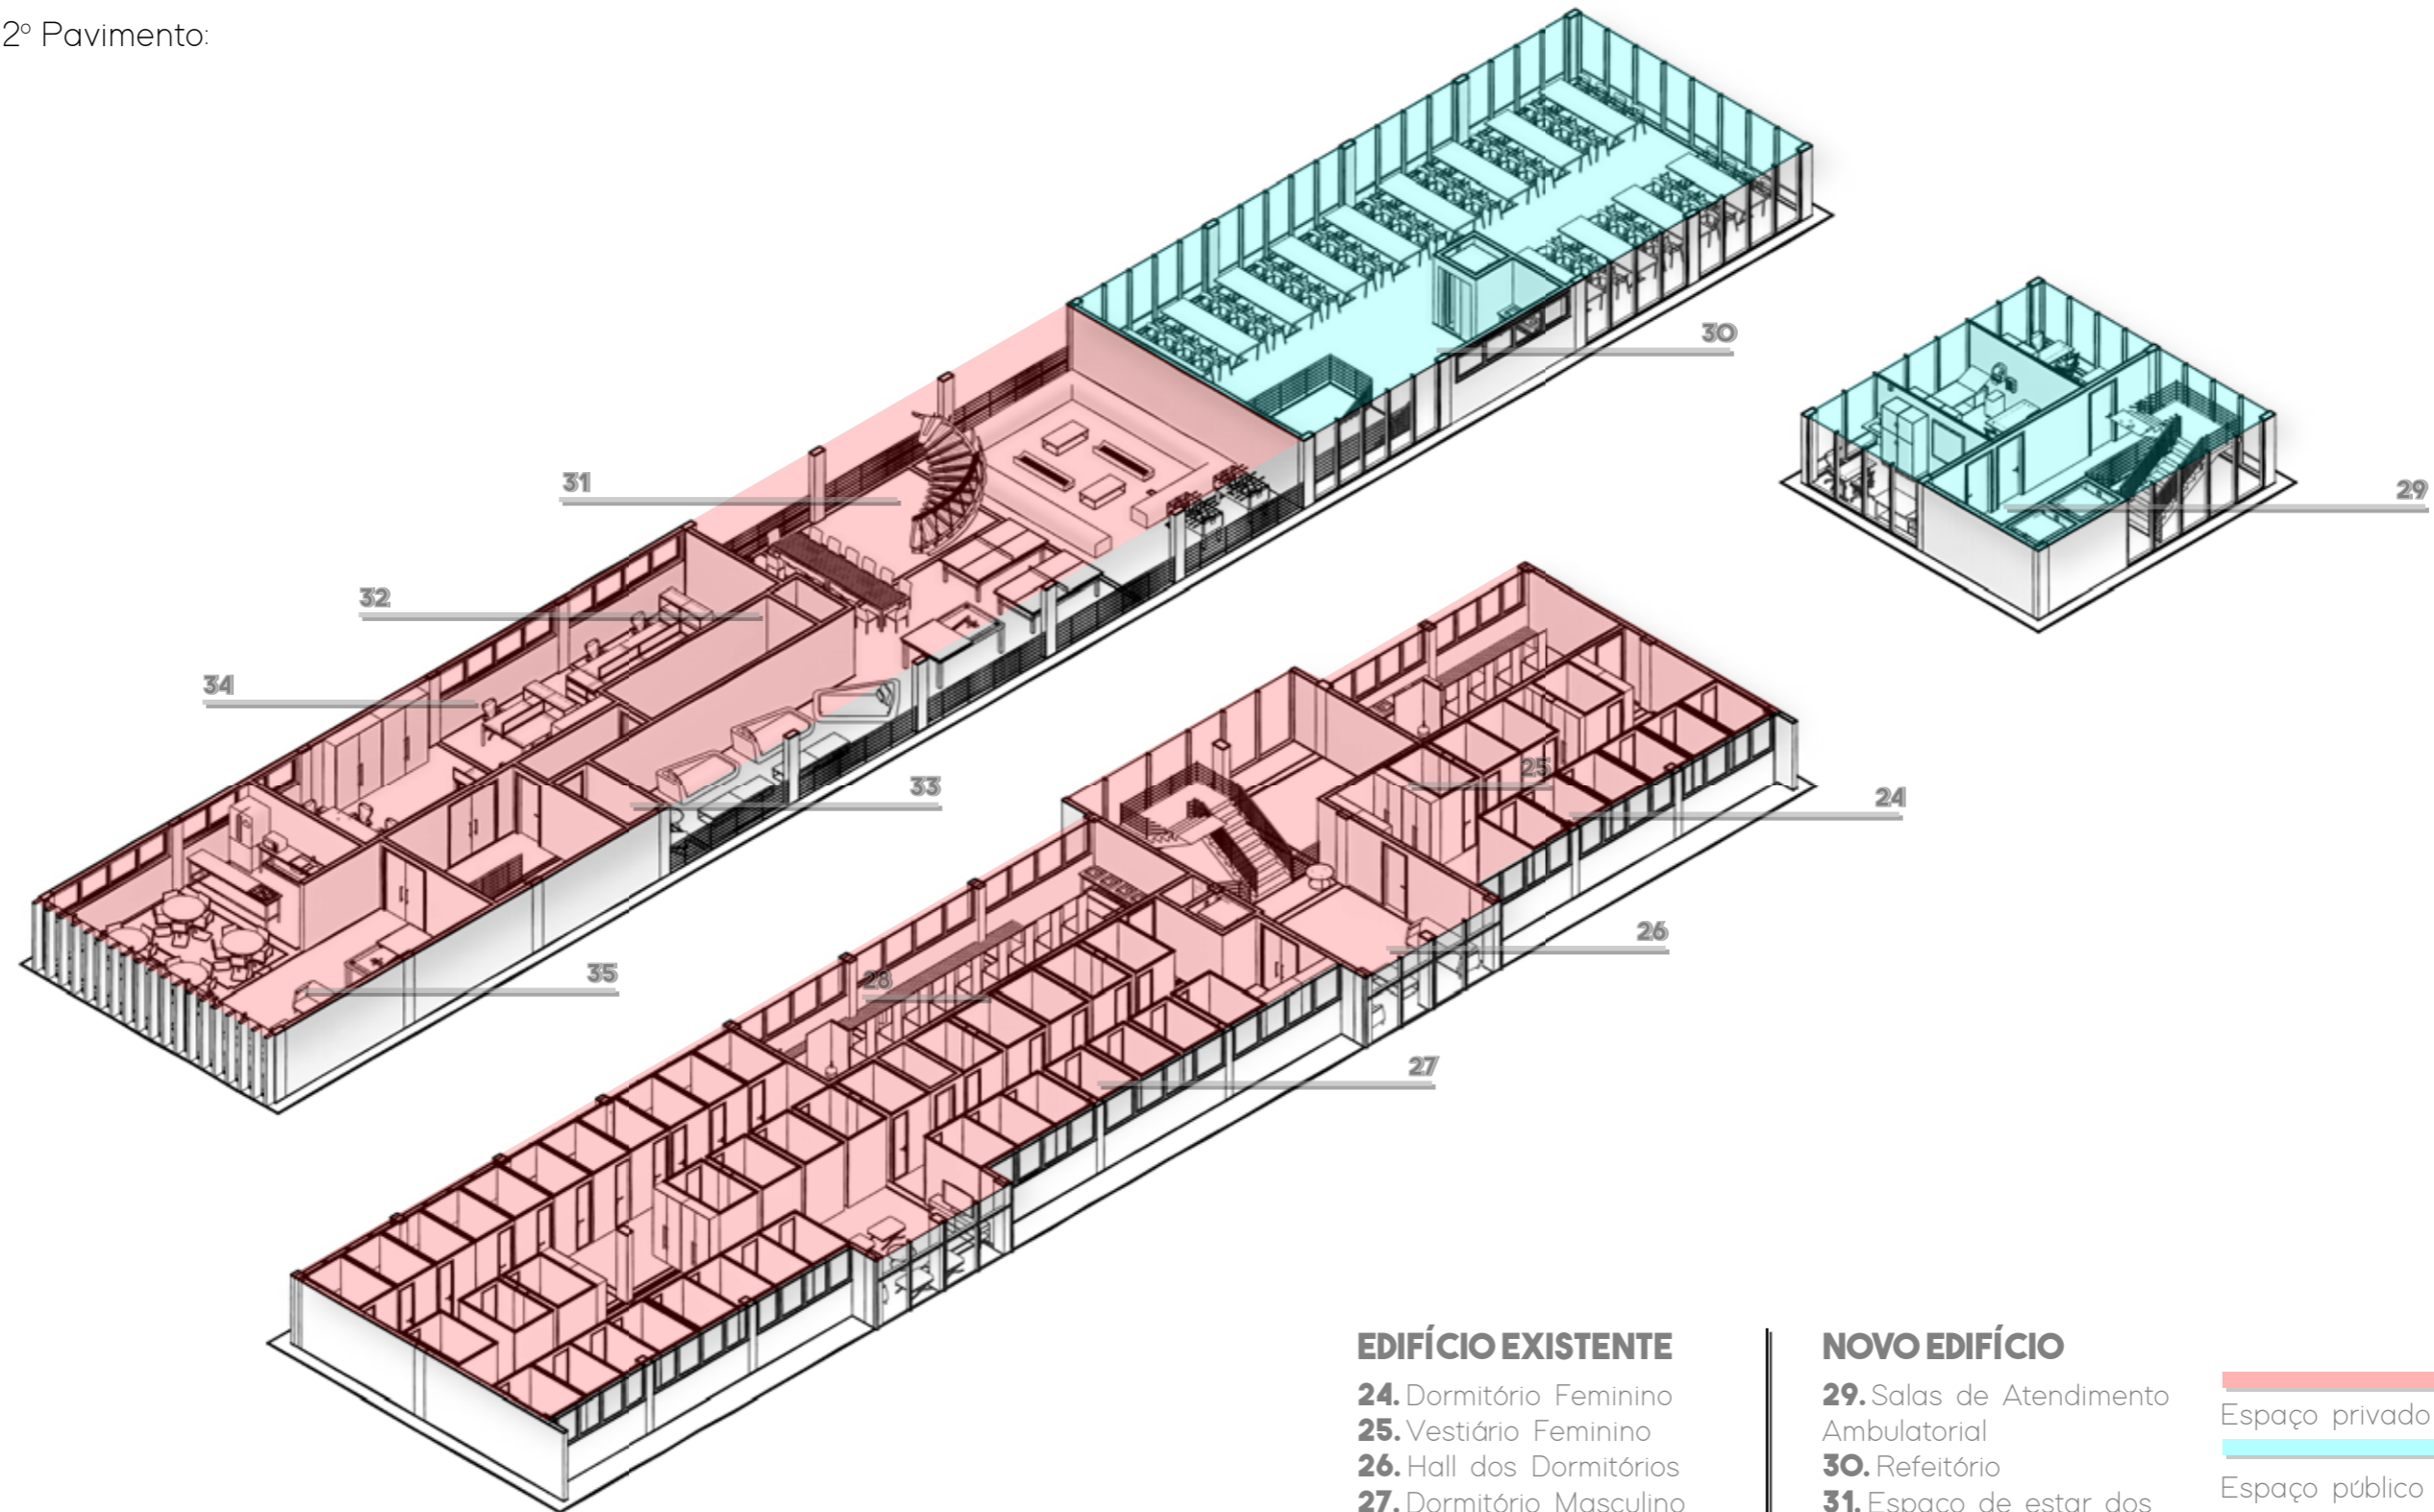 2º Pavimento:
30
29
31
32
34
25
33
24
26
28
35
27
EDIFÍCIO EXISTENTE
24. Dormitório Feminino
25. Vestiário Feminino
26. Hall dos Dormitórios
27. Dormitório Masculino
NOVO EDIFÍCIO
29. Salas de Atendimento
Ambulatorial
30. Refeitório
31. Espaço de estar dos
Espaço privado
Espaço público